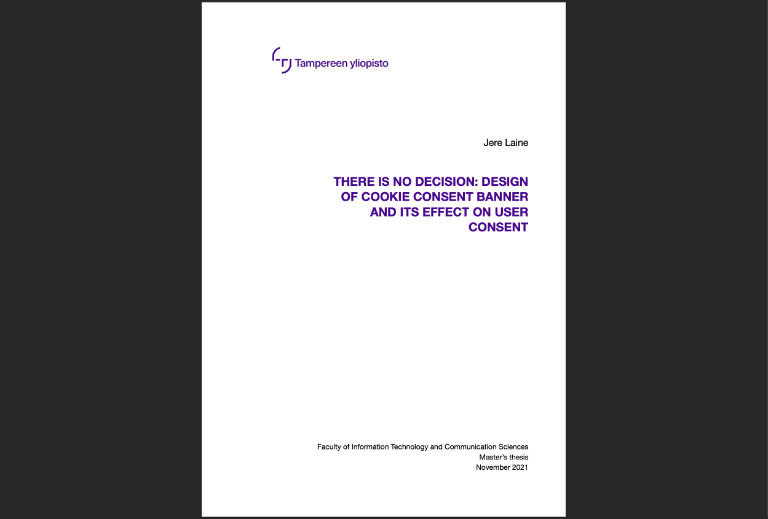 Tampereen yliopisto
Jere Laine
THERE IS NO DECISION: DESIGN
OF COOKIE CONSENT BANNER
AND ITS EFFECT ON USER
CONSENT
Faculty of Information Technology and Communication Sciences
Master's thesis
November 2021